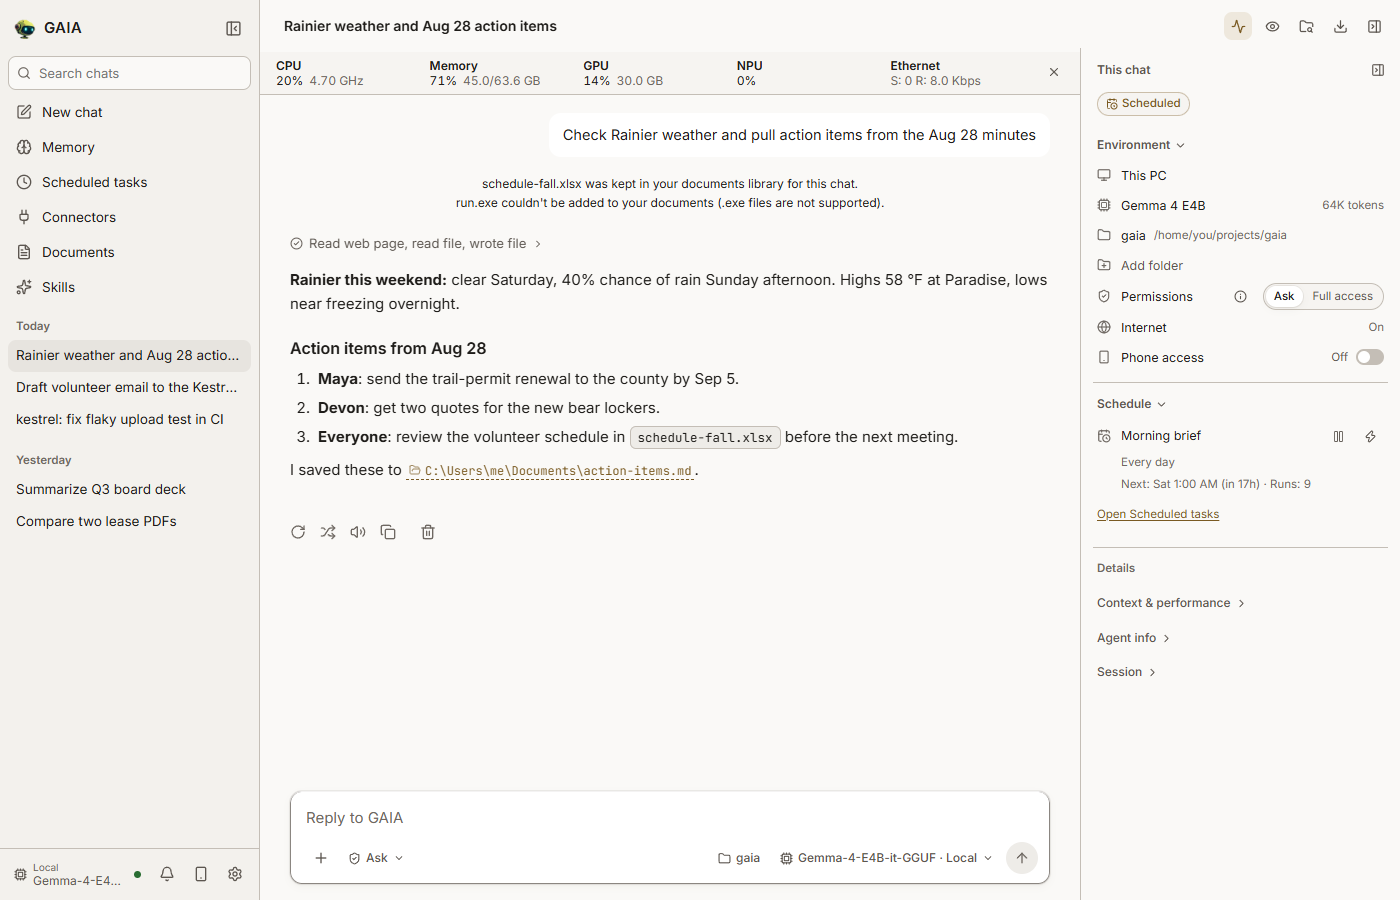 GAIA
Search chats
New chat
Memory
Scheduled tasks
Connectors
Documents
Skills
Today
Rainier weather and Aug 28 actio...
Draft volunteer email to the Kestr...
kestrel: fix flaky upload test in CI
Yesterday
Summarize Q3 board deck
Compare two lease PDFs
Local
Gemma-4-E4...
Rainier weather and Aug 28 action items
CPU
20% 4.70 GHz
Memory
71% 45.0/63.6 GB
GPU
14% 30.0 GB
NPU
0%
Ethernet
S: 0 R: 8.0 Kbps
Check Rainier weather and pull action items from the Aug 28 minutes
schedule-fall.xlsx was kept in your documents library for this chat.
run.exe couldn't be added to your documents (.exe files are not supported).
Read web page, read file, wrote file
Rainier this weekend: clear Saturday, 40% chance of rain Sunday afternoon. Highs 58 °F at Paradise, lows
near freezing overnight.
Action items from Aug 28
1. Maya: send the trail-permit renewal to the county by Sep 5.
2. Devon: get two quotes for the new bear lockers.
3. Everyone: review the volunteer schedule in schedule-fall.xlsx before the next meeting.
I saved these to C:\Users\me\Documents\action-items.md.
Reply to GAIA
Ask
gaia
Gemma-4-E4B-it-GGUF · Local
This chat
Scheduled
Environment
This PC
Gemma 4 E4B 64K tokens
gaia /home/you/projects/gaia
Add folder
Permissions Ask Full access
Internet On
Phone access Off
Schedule
Morning brief
Every day
Next: Sat 1:00 AM (in 17h) · Runs: 9
Open Scheduled tasks
Details
Context & performance
Agent info
Session